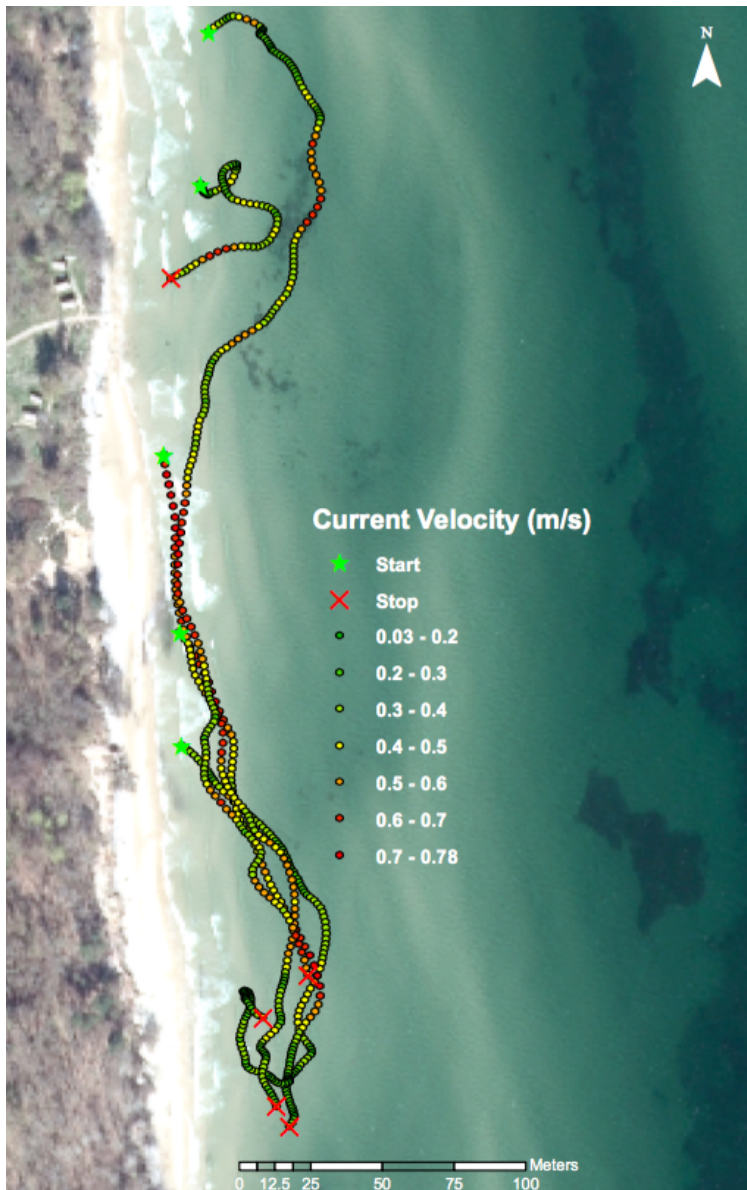 N
Current Velocity (m/s)
Start
Stop
0.03 - 0.2
0.2 - 0.3
0.3 - 0.4
0.4 - 0.5
0.5 - 0.6
0.6 - 0.7
0.7 - 0.78
Meters
0 12.5 25 50 75 100